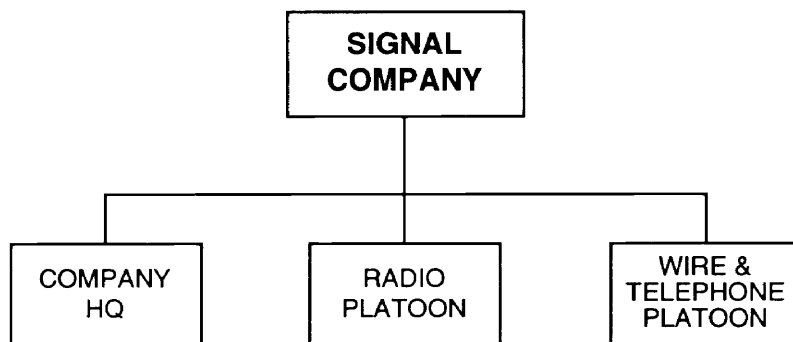 SIGNAL
COMPANY
COMPANY
HQ
RADIO
PLATOON
WIRE &
TELEPHONE
PLATOON